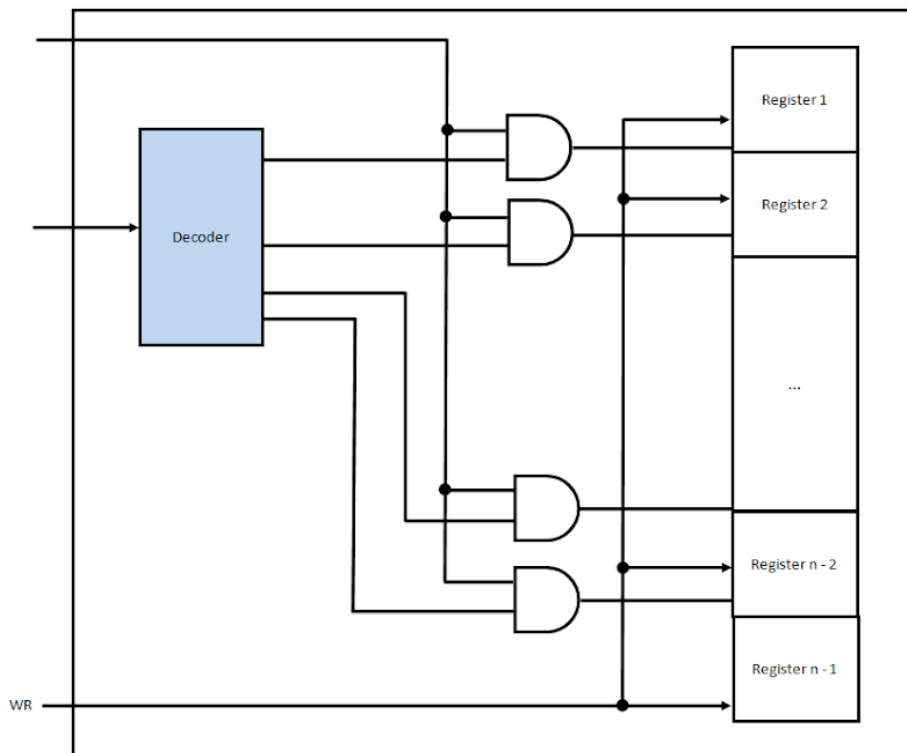 Register 1
Register 2
Decoder
...
Register n - 2
Register n - 1
WR